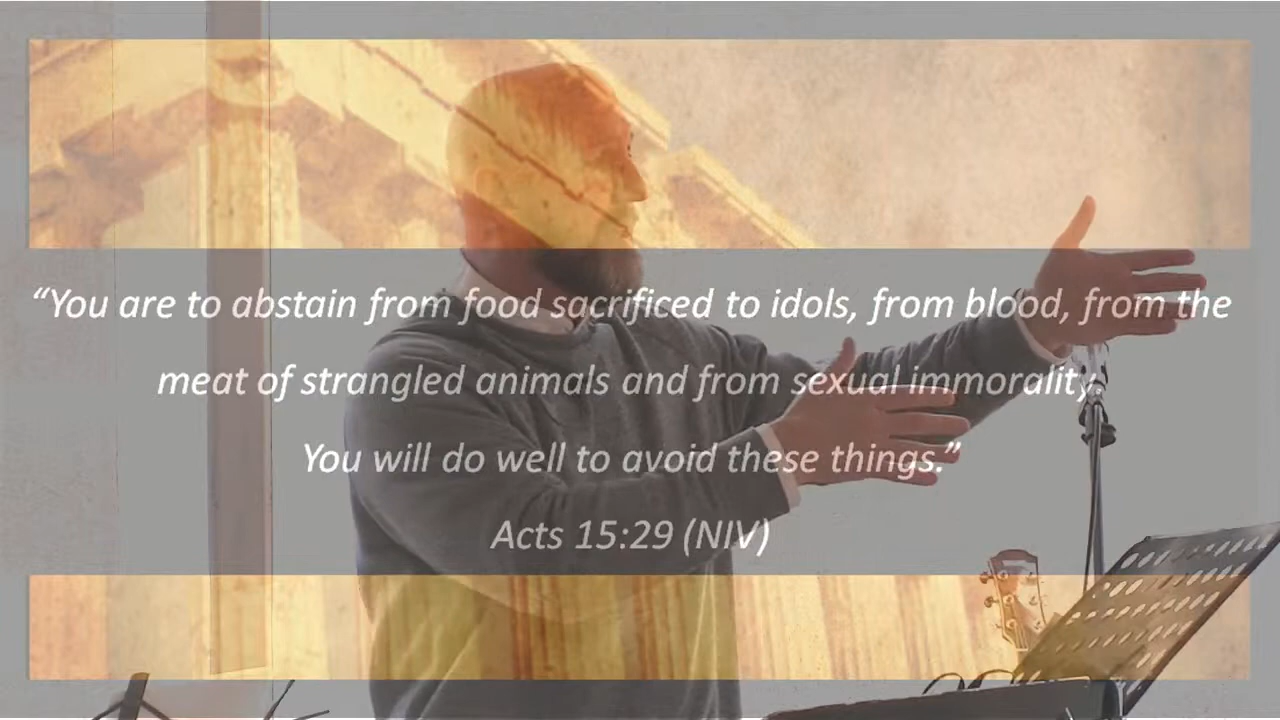 “You are to abstain from food sacrificed to idols, from blood, from the
meat of strangled animals and from sexual immorality.
You will do well to avoid these things.”
Acts 15:29 (NIV)